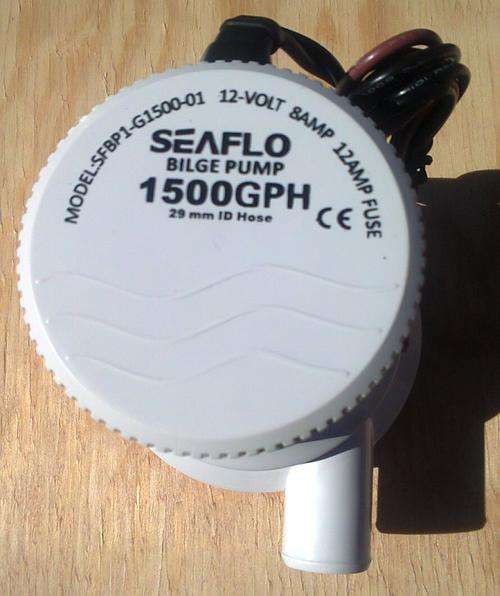 MODEL:SFBP1-G1500-01 12-VOLT 8AMP 12AMP FUSE
SEAFLO
BILGE PUMP
1500GPH
29 mm ID Hose
CE